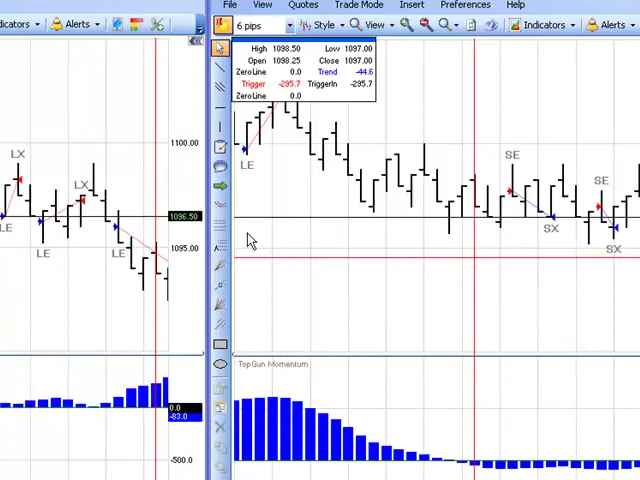 File View Quotes Trade Mode Insert Preferences Help
Alerts 6 pips Style View Indicators Alerts
High 1098.50 Low 1097.00
Open 1098.25 Close 1097.00
ZeroLine 0.0 Trend -44.6
Trigger -295.7 TriggerIn -295.7
ZeroLine 0.0
1100.00
LX
LE
SE
SE
LX
1096.50
LE
LE
LE
SX
1095.00
SX
TopGun Momentum
0.0
-83.0
-500.0